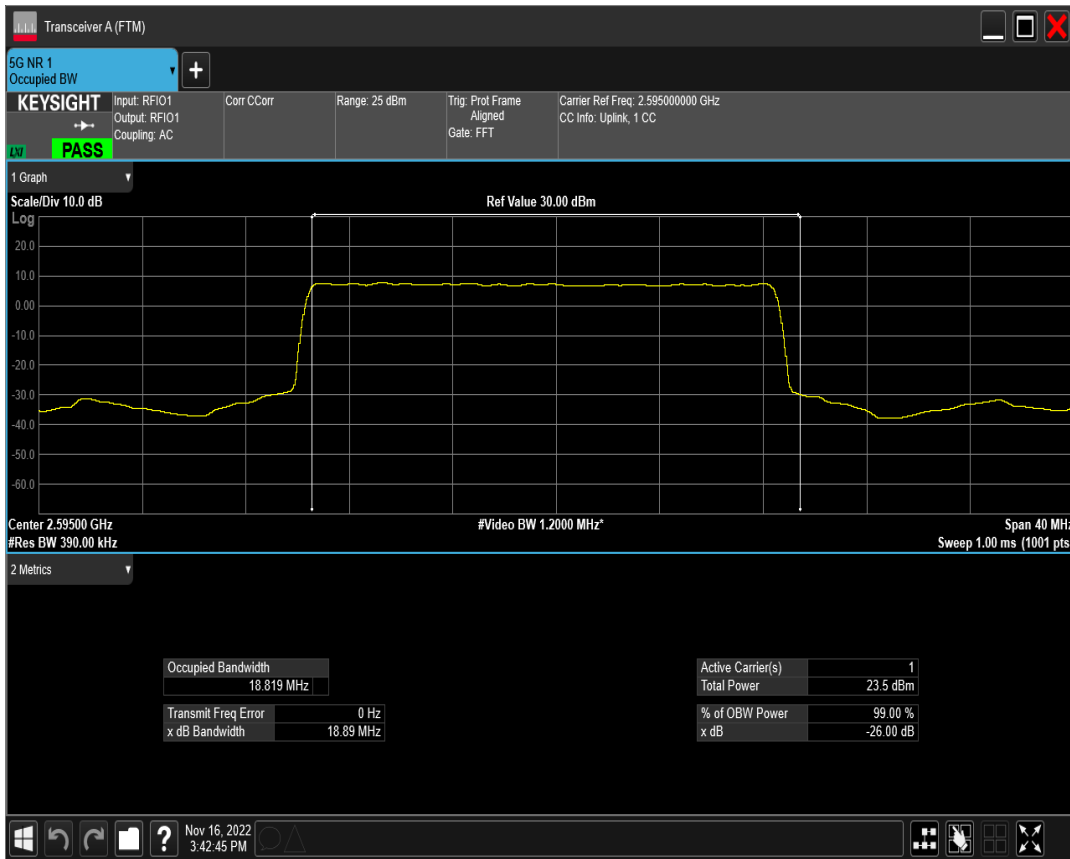 Transceiver A (FTM)
5G NR 1
Occupied BW
+
KEYSIGHT
LXI
PASS
Input: RFIO1
Output: RFIO1
Coupling: AC
Corr CCorr
Range: 25 dBm
Trig: Prot Frame
Aligned
Gate: FFT
Carrier Ref Freq: 2.595000000 GHz
CC Info: Uplink, 1 CC
1 Graph
Scale/Div 10.0 dB
Ref Value 30.00 dBm
Log
20.0
10.0
0.00
-10.0
-20.0
-30.0
-40.0
-50.0
-60.0
Center 2.59500 GHz
#Video BW 1.2000 MHz*
Span 40 MHz
#Res BW 390.00 kHz
Sweep 1.00 ms (1001 pts
2 Metrics
Occupied Bandwidth
18.819 MHz
Transmit Freq Error 0 Hz
x dB Bandwidth 18.89 MHz
Active Carrier(s) 1
Total Power 23.5 dBm
% of OBW Power 99.00 %
x dB -26.00 dB
?
Nov 16, 2022
3:42:45 PM